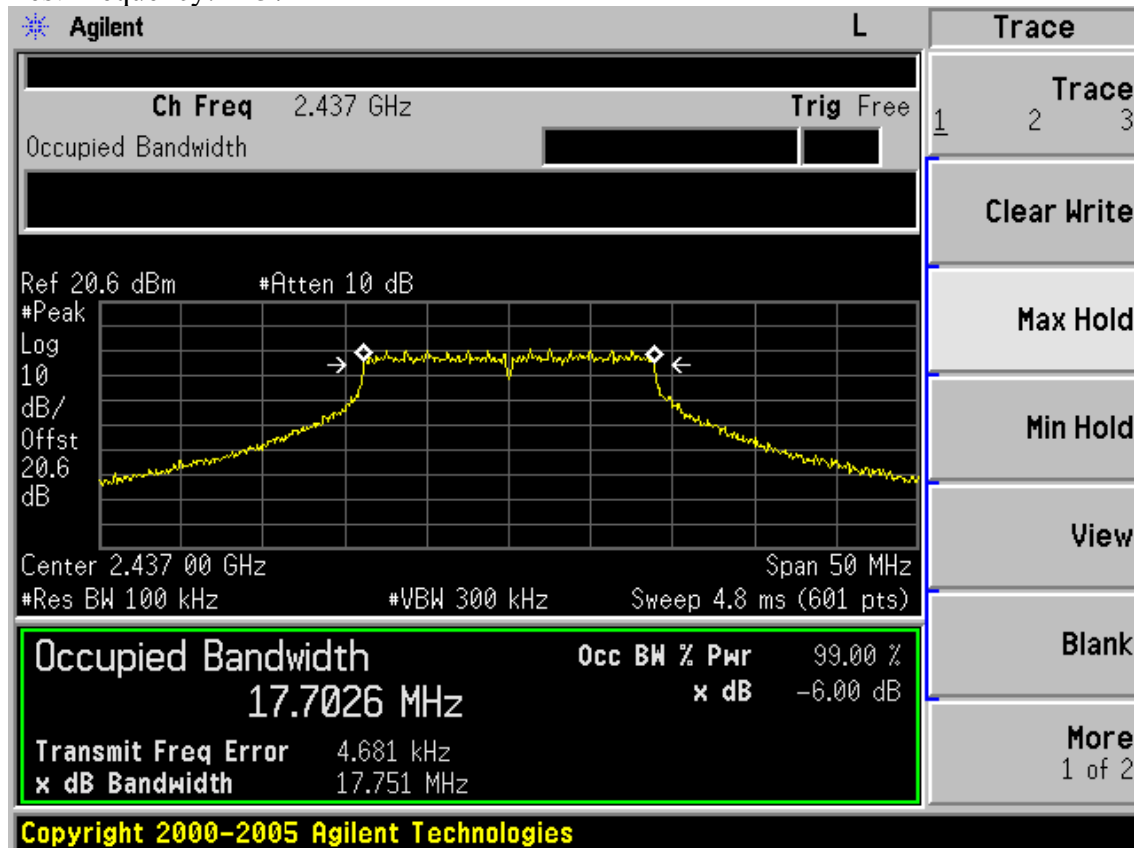 Agilent
L
Trace
Ch Freq 2.437 GHz
Trig Free
Occupied Bandwidth
Trace
1 2 3
Clear Write
Max Hold
Min Hold
View
Blank
More
1 of 2
Ref 20.6 dBm #Atten 10 dB
#Peak
Log
10
dB/
Offst
20.6
dB
Center 2.437 00 GHz Span 50 MHz
#Res BW 100 kHz #VBW 300 kHz Sweep 4.8 ms (601 pts)
Occupied Bandwidth
17.7026 MHz
Occ BW % Pwr 99.00 %
x dB -6.00 dB
Transmit Freq Error 4.681 kHz
x dB Bandwidth 17.751 MHz
Copyright 2000-2005 Agilent Technologies